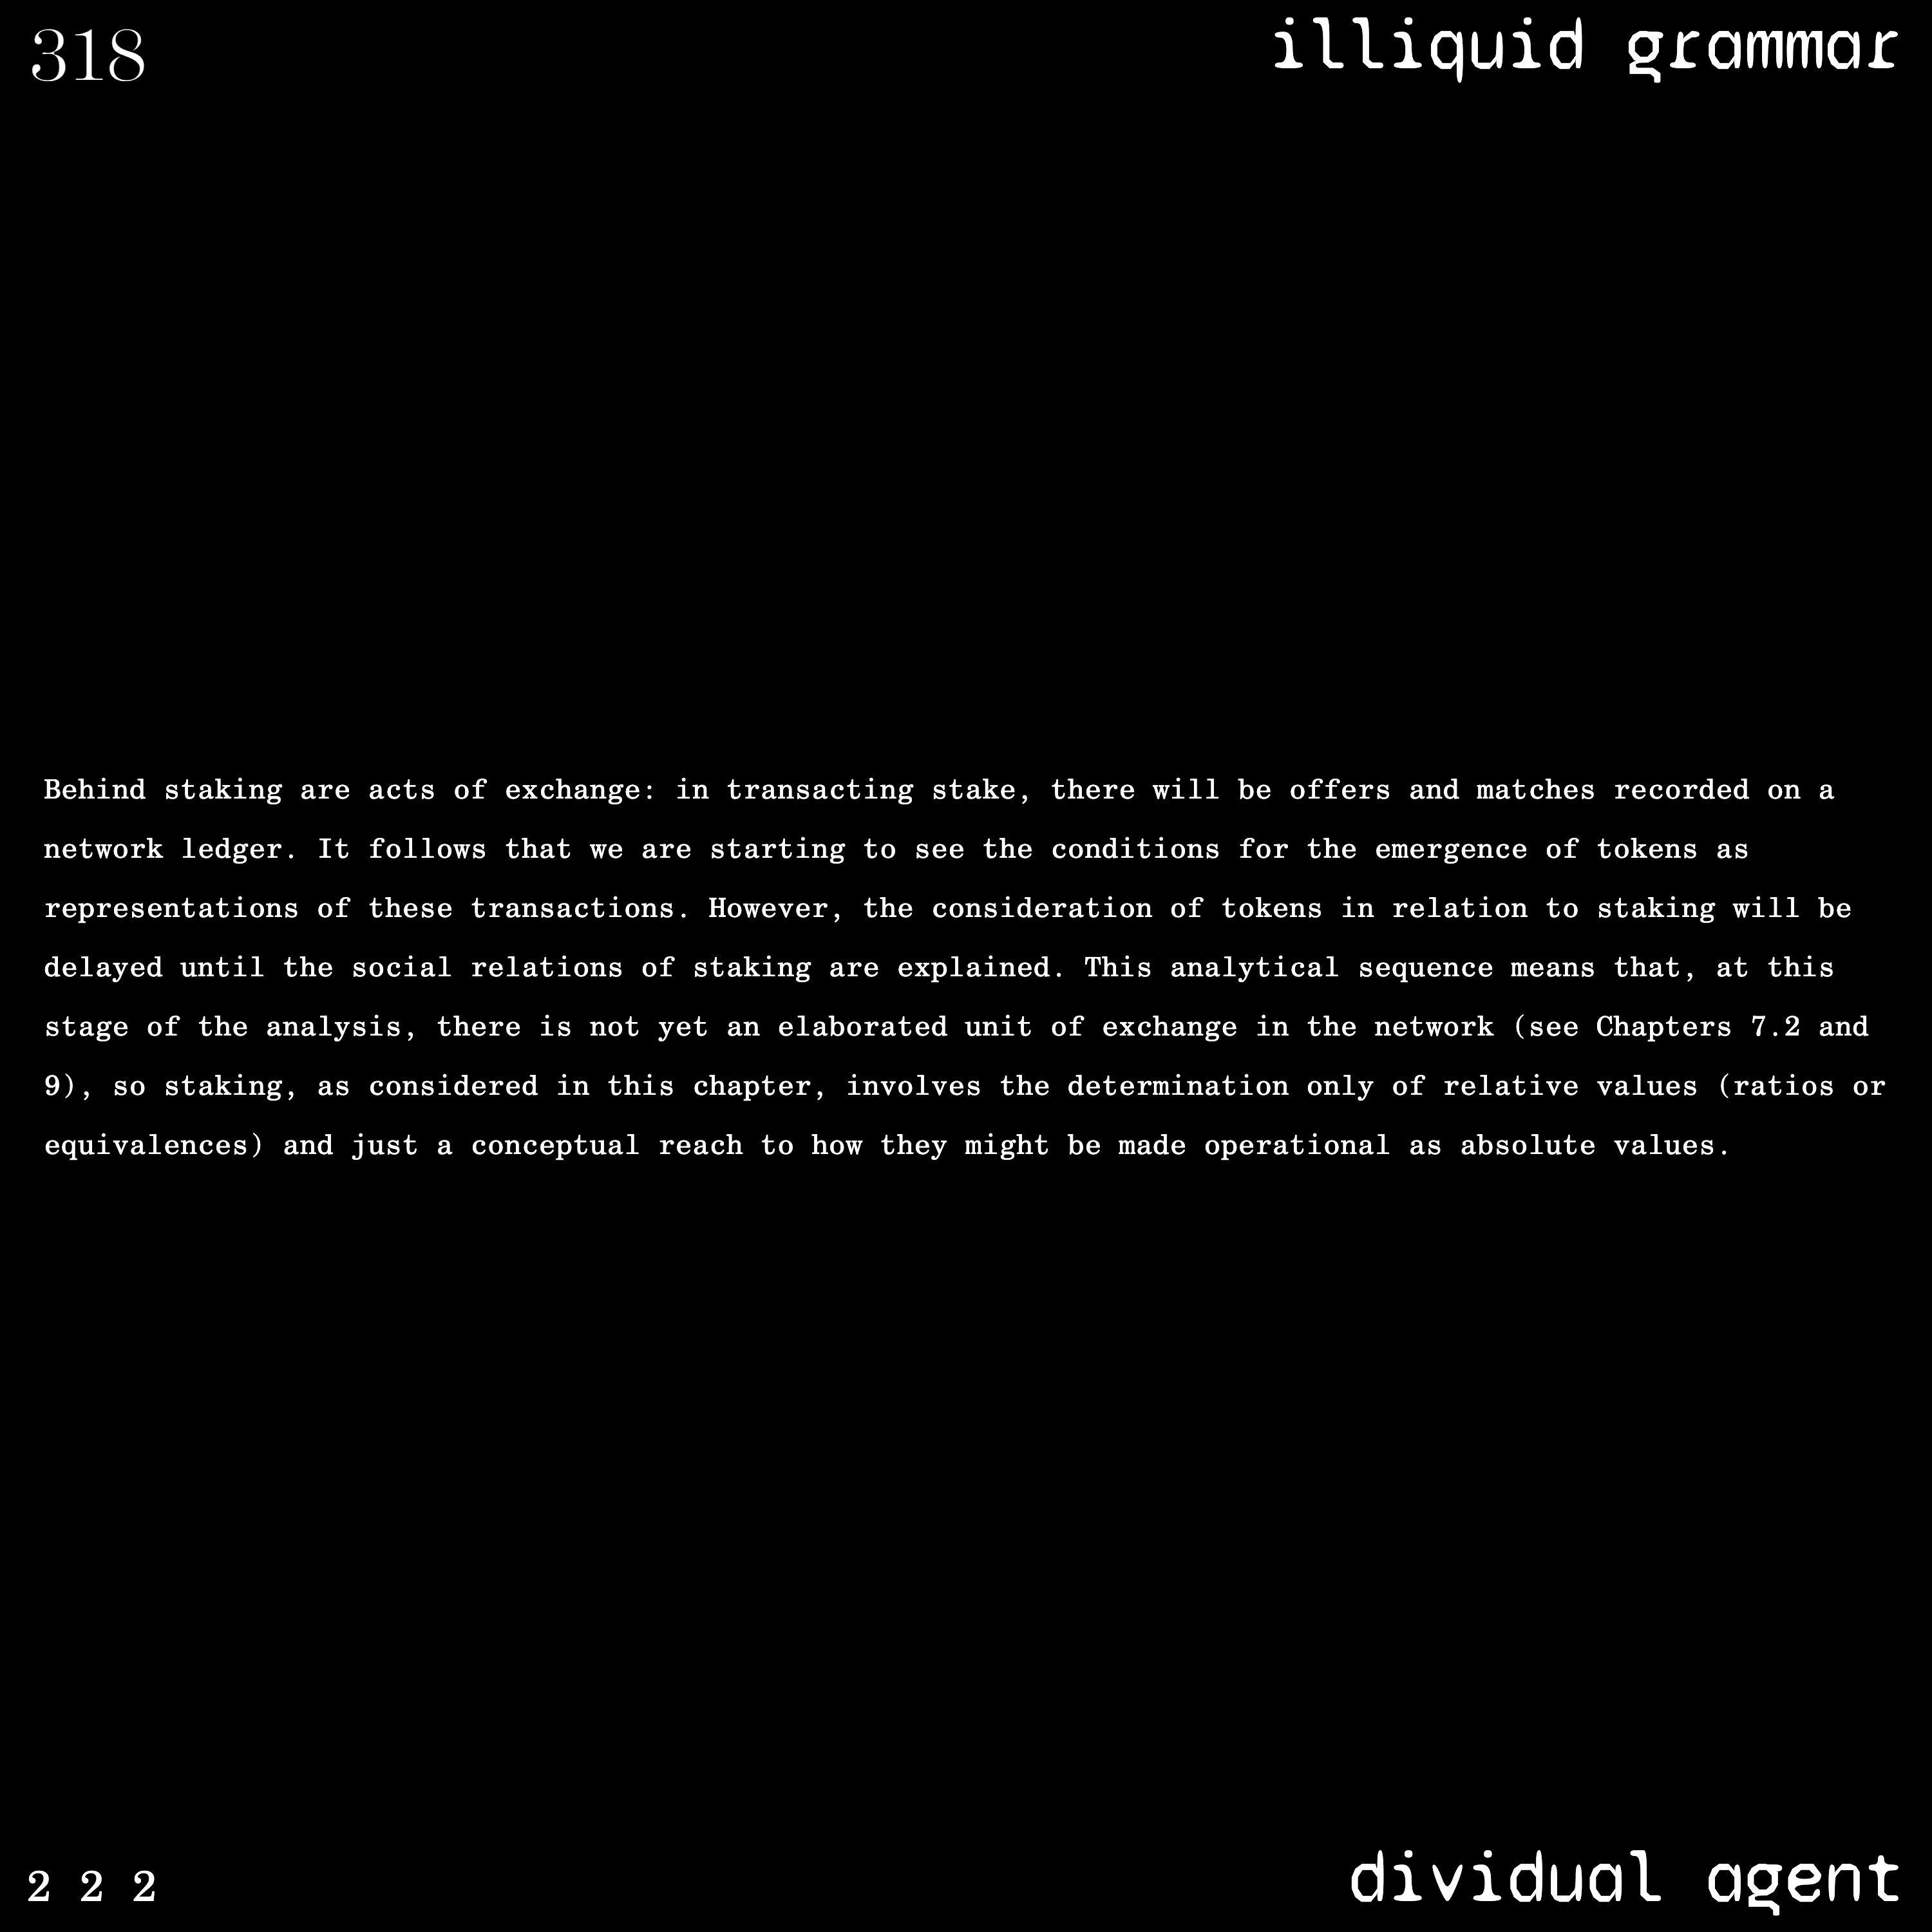 318
illiquid grammar
Behind staking are acts of exchange: in transacting stake, there will be offers and matches recorded on a
network ledger. It follows that we are starting to see the conditions for the emergence of tokens as
representations of these transactions. However, the consideration of tokens in relation to staking will be
delayed until the social relations of staking are explained. This analytical sequence means that, at this
stage of the analysis, there is not yet an elaborated unit of exchange in the network (see Chapters 7.2 and
9), so staking, as considered in this chapter, involves the determination only of relative values (ratios or
equivalences) and just a conceptual reach to how they might be made operational as absolute values.
2 2 2
dividual agent